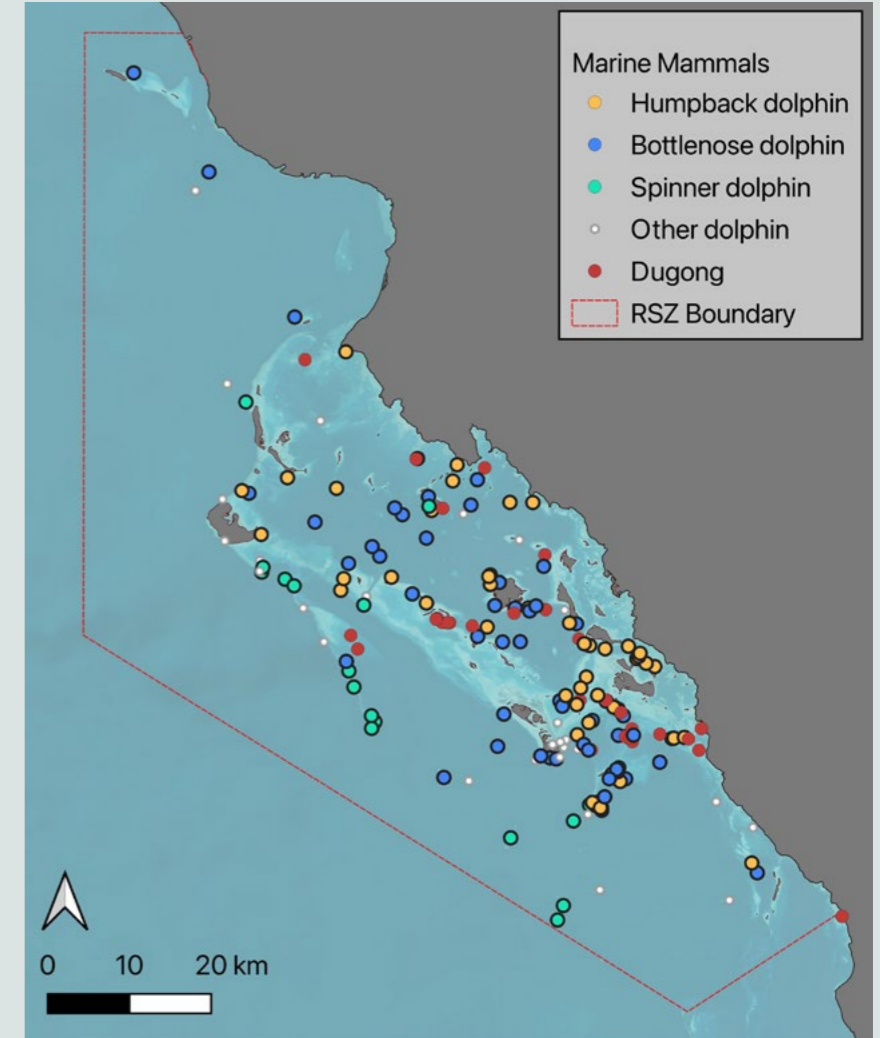 Marine Mammals
Humpback dolphin
Bottlenose dolphin
Spinner dolphin
Other dolphin
Dugong
RSZ Boundary
0 10 20 km